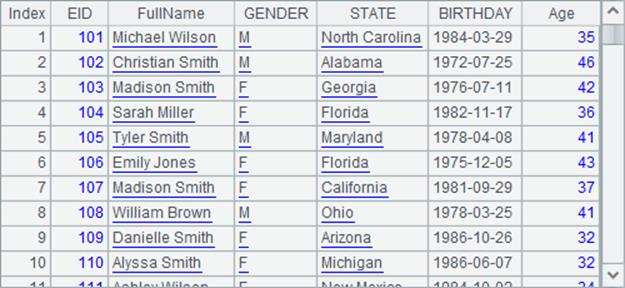 Index EID FullName GENDER STATE BIRTHDAY Age
1 101 Michael Wilson M North Carolina 1984-03-29 35
2 102 Christian Smith M Alabama 1972-07-25 46
3 103 Madison Smith F Georgia 1976-07-11 42
4 104 Sarah Miller F Florida 1982-11-17 36
5 105 Tyler Smith M Maryland 1978-04-08 41
6 106 Emily Jones F Florida 1975-12-05 43
7 107 Madison Smith F California 1981-09-29 37
8 108 William Brown M Ohio 1978-03-25 41
9 109 Danielle Smith F Arizona 1986-10-26 32
10 110 Alyssa Smith F Michigan 1986-06-07 32
11 111 Ashley Wilson F New Mexico